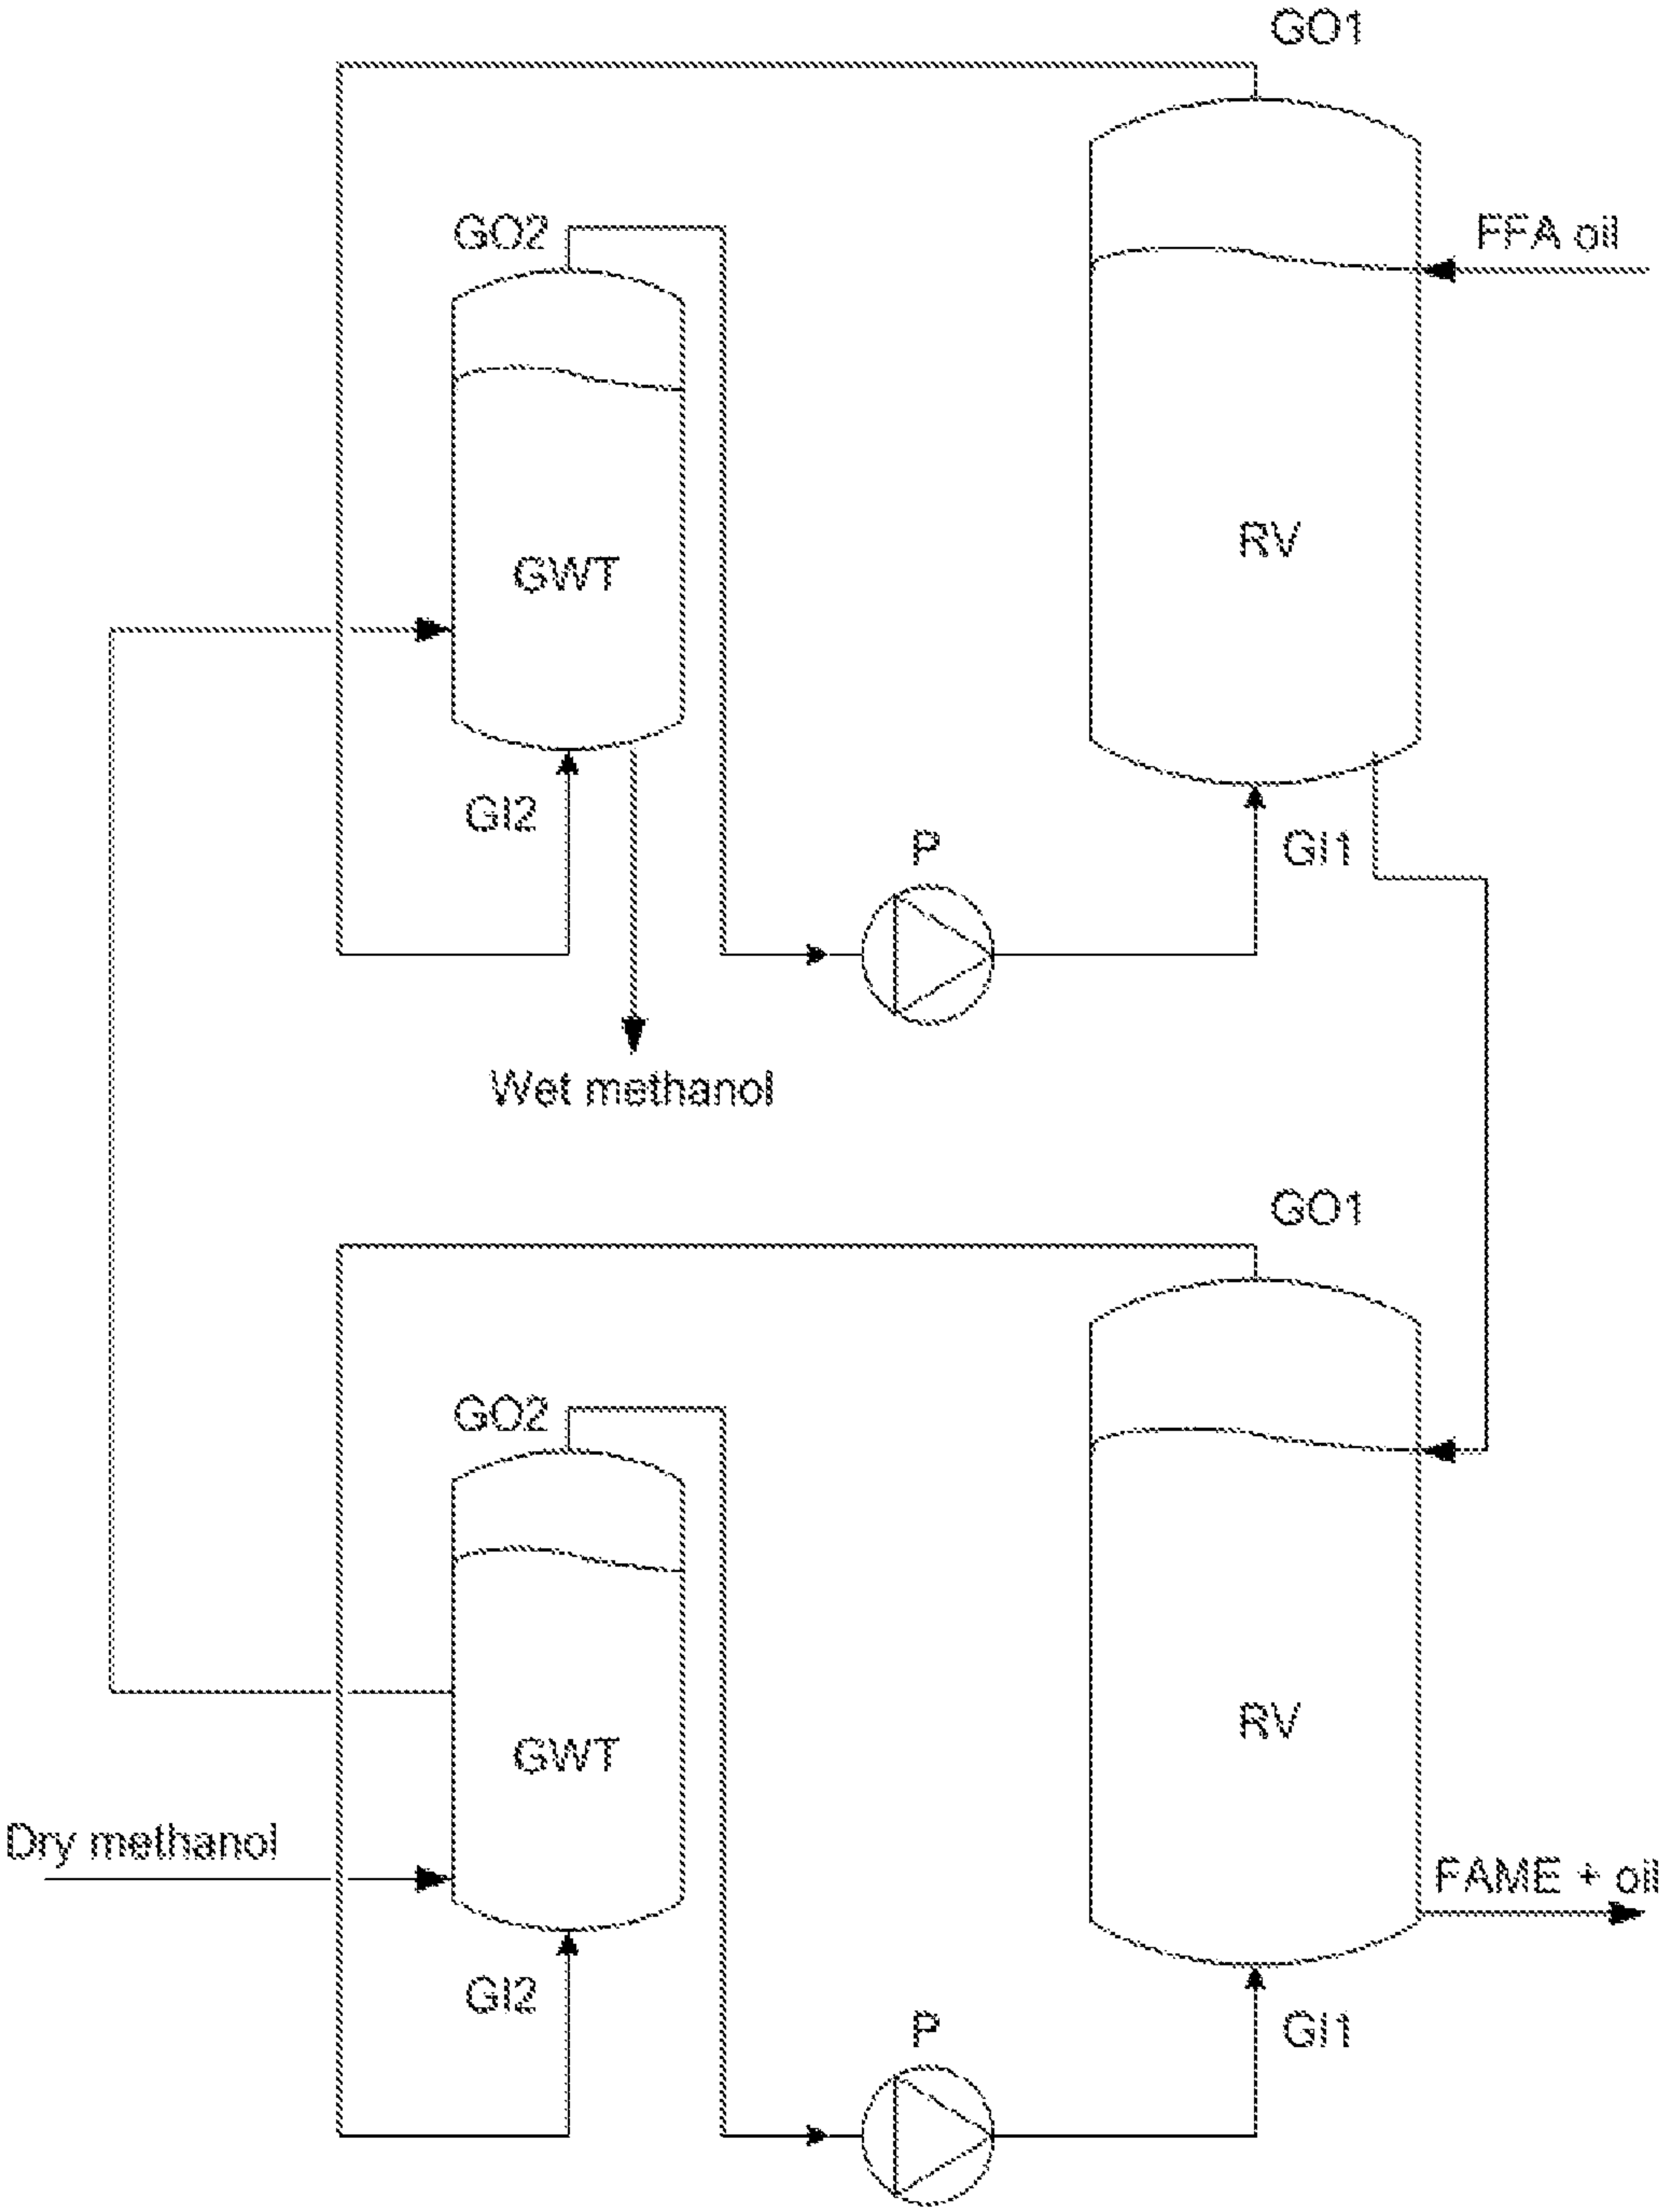 GO1
GO2
FFA oil
RV
GWT
GI2
P
GI1
Wet methanol
GO1
GO2
RV
GWT
Dry methanol
FAME + oil
GI2
P
GI1